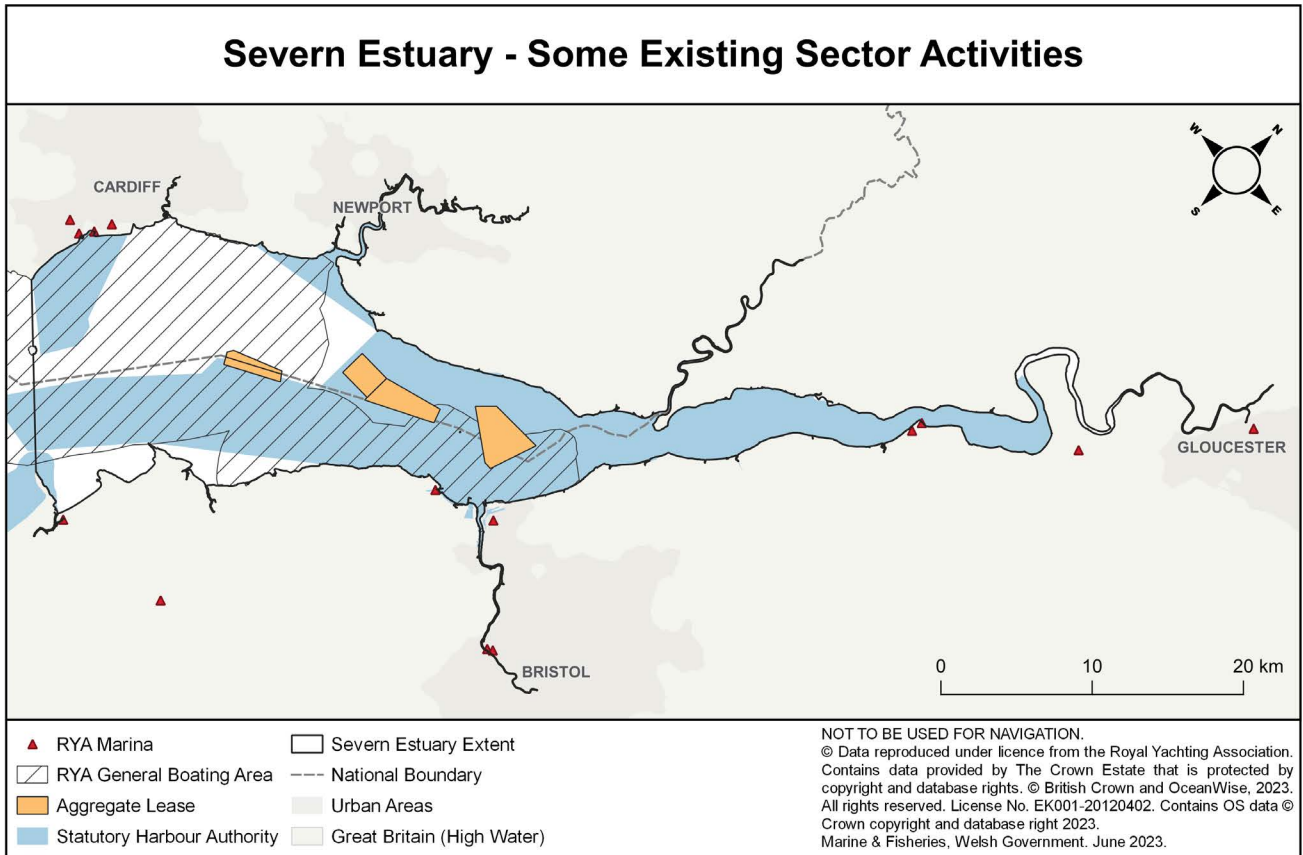 Severn Estuary - Some Existing Sector Activities
W
N
S
E
CARDIFF
NEWPORT
GLOUCESTER
BRISTOL
0 10 20 km
RYA Marina
RYA General Boating Area
Aggregate Lease
Statutory Harbour Authority
Severn Estuary Extent
National Boundary
Urban Areas
Great Britain (High Water)
NOT TO BE USED FOR NAVIGATION.
© Data reproduced under licence from the Royal Yachting Association.
Contains data provided by The Crown Estate that is protected by
copyright and database rights. © British Crown and OceanWise, 2023.
All rights reserved. License No. EK001-20120402. Contains OS data ©
Crown copyright and database right 2023.
Marine & Fisheries, Welsh Government. June 2023.